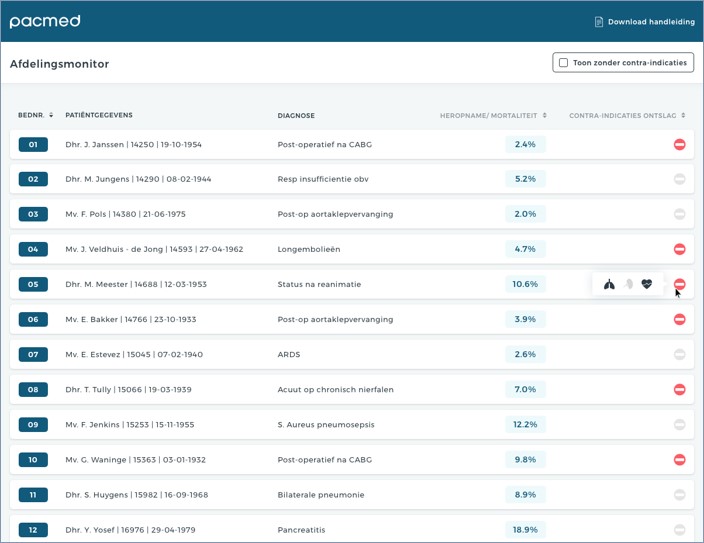 pacmed
Download handleiding
Afdelingsmonitor
Toon zonder contra-indicaties
BEDNR. PATIËNTGEGEVENS DIAGNOSE HEROPNAME/ MORTALITEIT CONTRA-INDICATIES ONTSLAG
01 Dhr. J. Janssen | 14250 | 19-10-1954 Post-operatief na CABG 2.4%
02 Dhr. M. Jungens | 14290 | 08-02-1944 Resp insufficientie obv 5.2%
03 Mv. F. Pols | 14380 | 21-06-1975 Post-op aortaklepvervanging 2.0%
04 Mv. J. Veldhuis - de Jong | 14593 | 27-04-1962 Longembolieën 4.7%
05 Dhr. M. Meester | 14688 | 12-03-1953 Status na reanimatie 10.6%
06 Mv. E. Bakker | 14766 | 23-10-1933 Post-op aortaklepvervanging 3.9%
07 Mv. E. Estevez | 15045 | 07-02-1940 ARDS 2.6%
08 Dhr. T. Tully | 15066 | 19-03-1939 Acuut op chronisch nierfalen 7.0%
09 Mv. F. Jenkins | 15253 | 15-11-1955 S. Aureus pneumosepsis 12.2%
10 Mv. G. Waninge | 15363 | 03-01-1932 Post-operatief na CABG 9.8%
11 Dhr. S. Huygens | 15982 | 16-09-1968 Bilaterale pneumonie 8.9%
12 Dhr. Y. Yosef | 16976 | 29-04-1979 Pancreatitis 18.9%